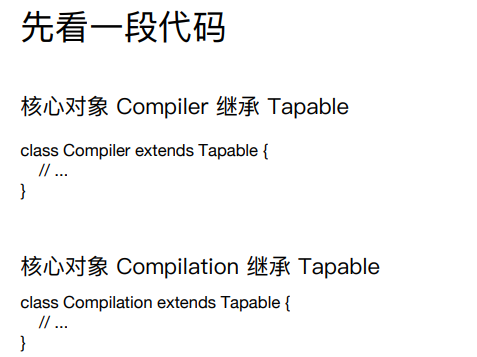 先看一段代码
核心对象 Compiler 继承 Tapable
class Compiler extends Tapable {
// ...
}
核心对象 Compilation 继承 Tapable
class Compilation extends Tapable {
// ...
}